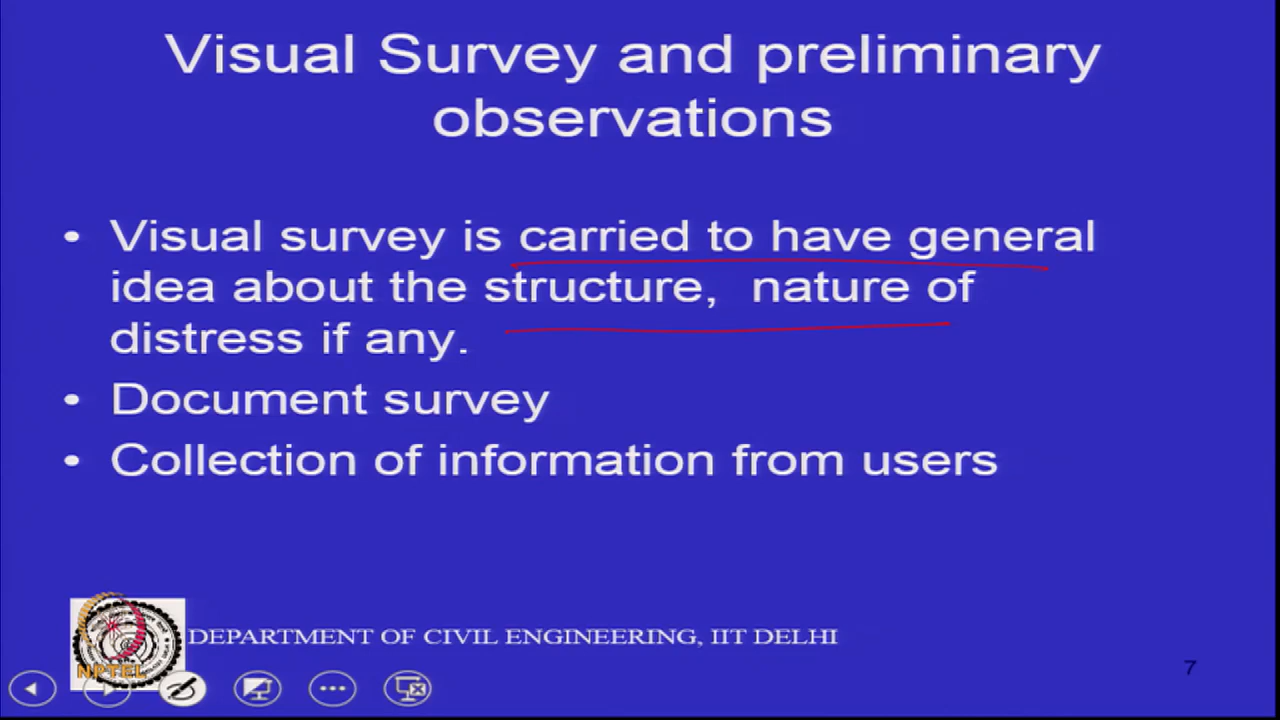 Visual Survey and preliminary
observations
• Visual survey is carried to have general
idea about the structure, nature of
distress if any.
• Document survey
• Collection of information from users
DEPARTMENT OF CIVIL ENGINEERING, IIT DELHI
NPTEL
7